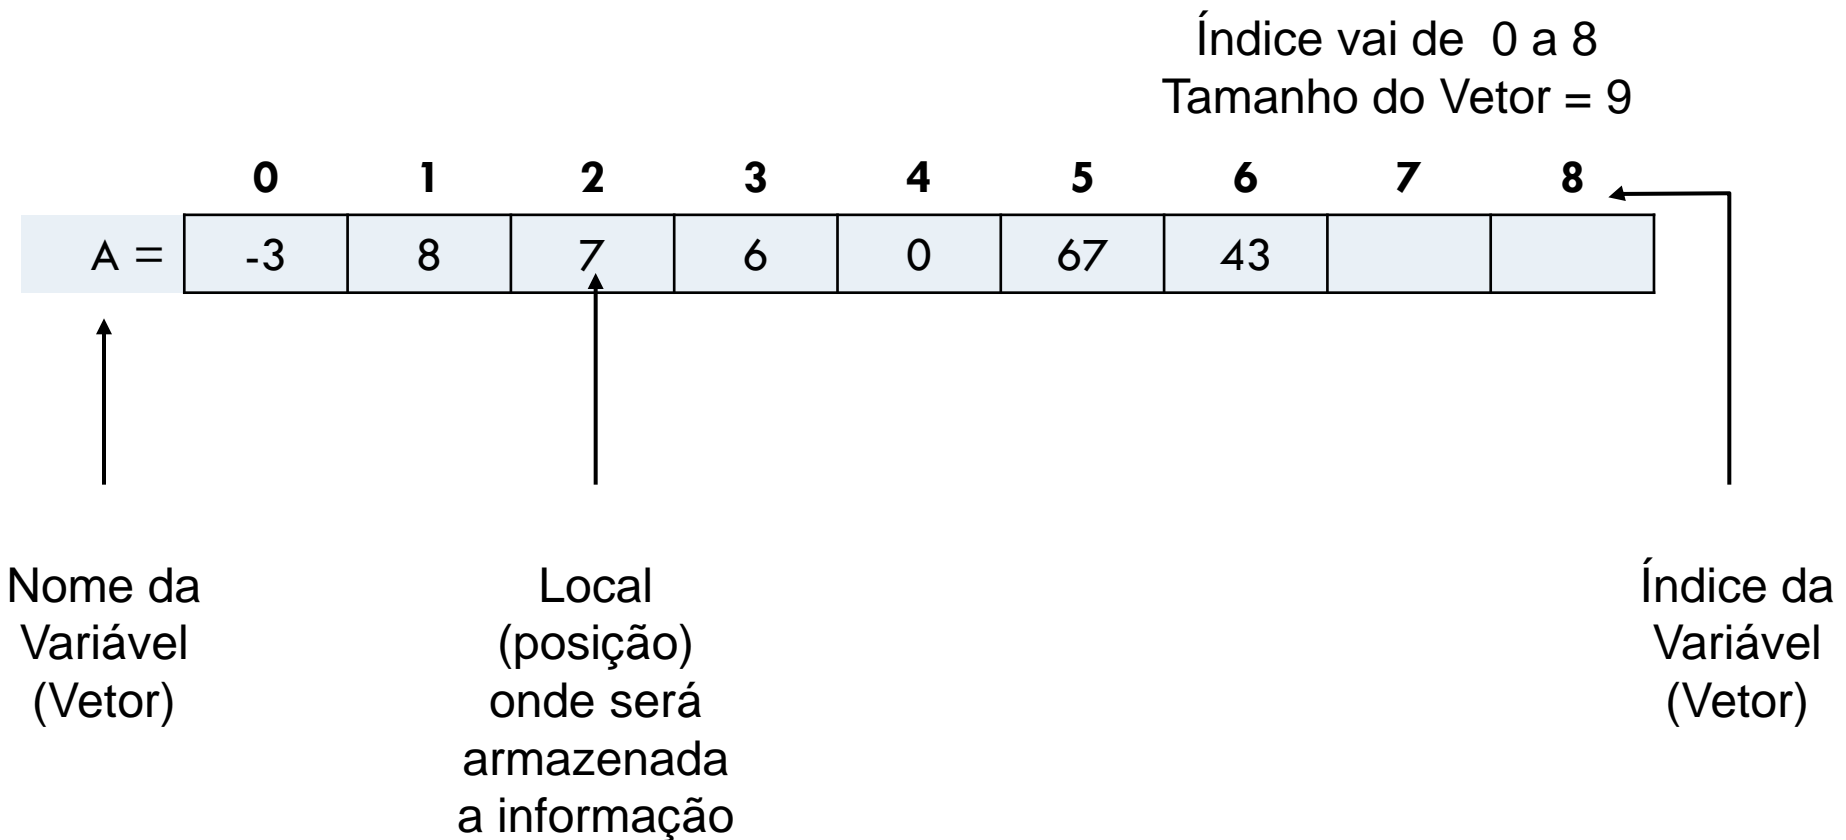 Índice vai de 0 a 8
Tamanho do Vetor = 9
0 1 2 3 4 5 6 7 8
A = -3 8 7 6 0 67 43
Nome da
Variável
(Vetor)
Local
(posição)
onde será
armazenada
a informação
Índice da
Variável
(Vetor)